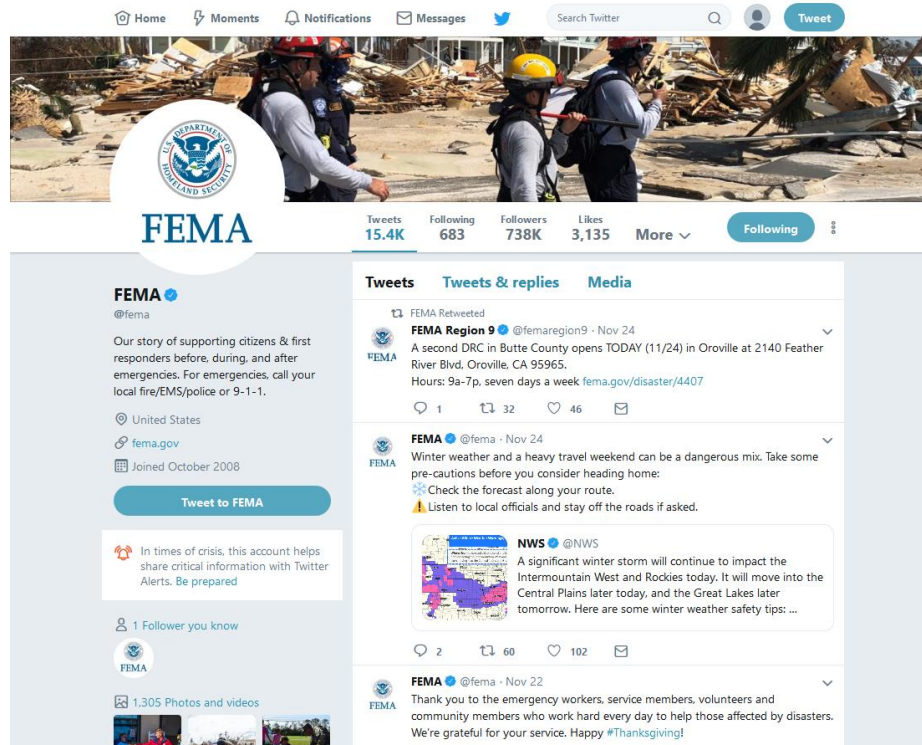 Home Moments Notifications Messages Search Twitter Tweet
U.S. DEPARTMENT OF HOMELAND SECURITY
FEMA
Tweets Following Followers Likes
15.4K 683 738K 3,135 More Following
FEMA
@fema
Our story of supporting citizens & first
responders before, during, and after
emergencies. For emergencies, call your
local fire/EMS/police or 9-1-1.
United States
fema.gov
Joined October 2008
Tweet to FEMA
In times of crisis, this account helps
share critical information with Twitter
Alerts. Be prepared
1 Follower you know
FEMA
1,305 Photos and videos
Tweets Tweets & replies Media
FEMA Retweeted
FEMA Region 9 @femaregion9 · Nov 24
FEMA
A second DRC in Butte County opens TODAY (11/24) in Oroville at 2140 Feather
River Blvd, Oroville, CA 95965.
Hours: 9a-7p, seven days a week fema.gov/disaster/4407
1 32 46
FEMA @fema · Nov 24
FEMA
Winter weather and a heavy travel weekend can be a dangerous mix. Take some
pre-cautions before you consider heading home:
❄️Check the forecast along your route.
⚠️Listen to local officials and stay off the roads if asked.
NWS @NWS
A significant winter storm will continue to impact the
Intermountain West and Rockies today. It will move into the
Central Plains later today, and the Great Lakes later
tomorrow. Here are some winter weather safety tips: ...
2 60 102
FEMA @fema · Nov 22
FEMA
Thank you to the emergency workers, service members, volunteers and
community members who work hard every day to help those affected by disasters.
We're grateful for your service. Happy #Thanksgiving!